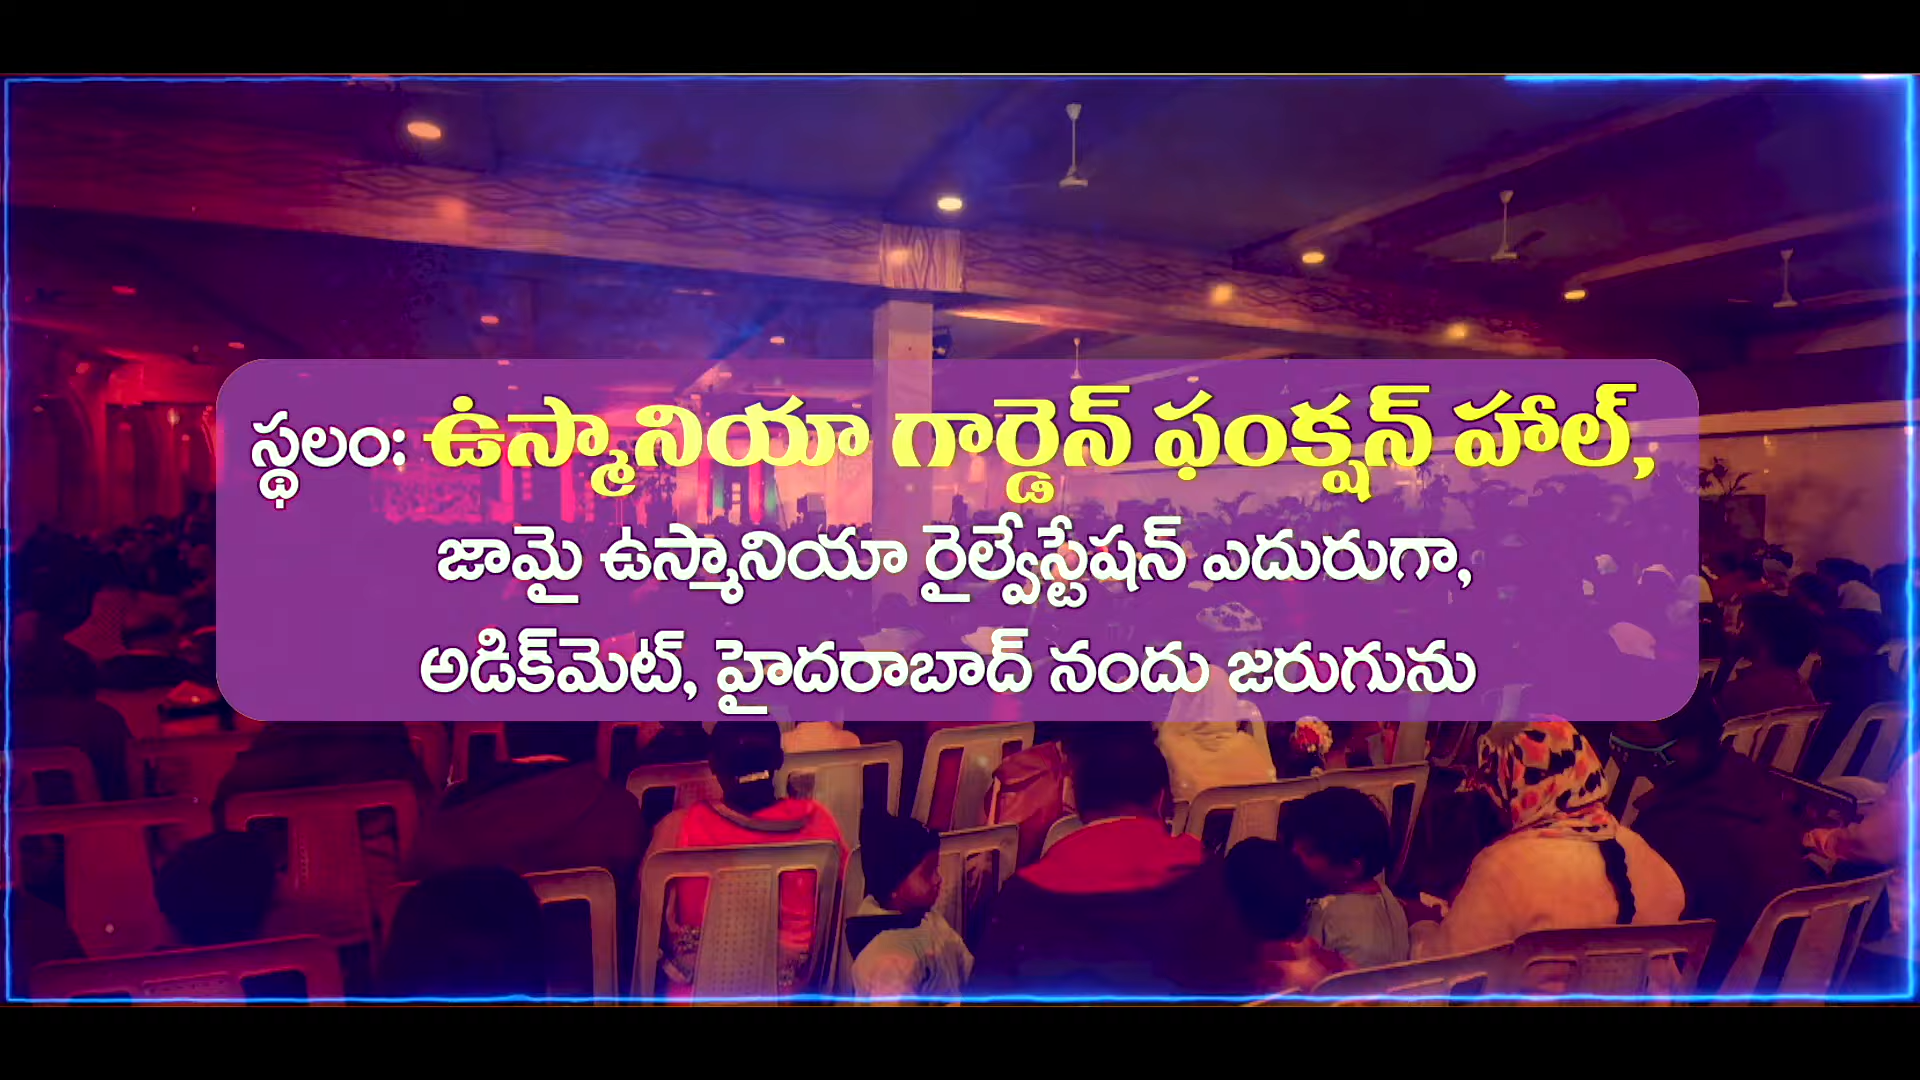 స్థలం: ఉస్మానియా గార్డెన్ ఫంక్షన్ హాల్,
జామై ఉస్మానియా రైల్వేస్టేషన్ ఎదురుగా,
అడిక్‌మెట్, హైదరాబాద్ నందు జరుగును